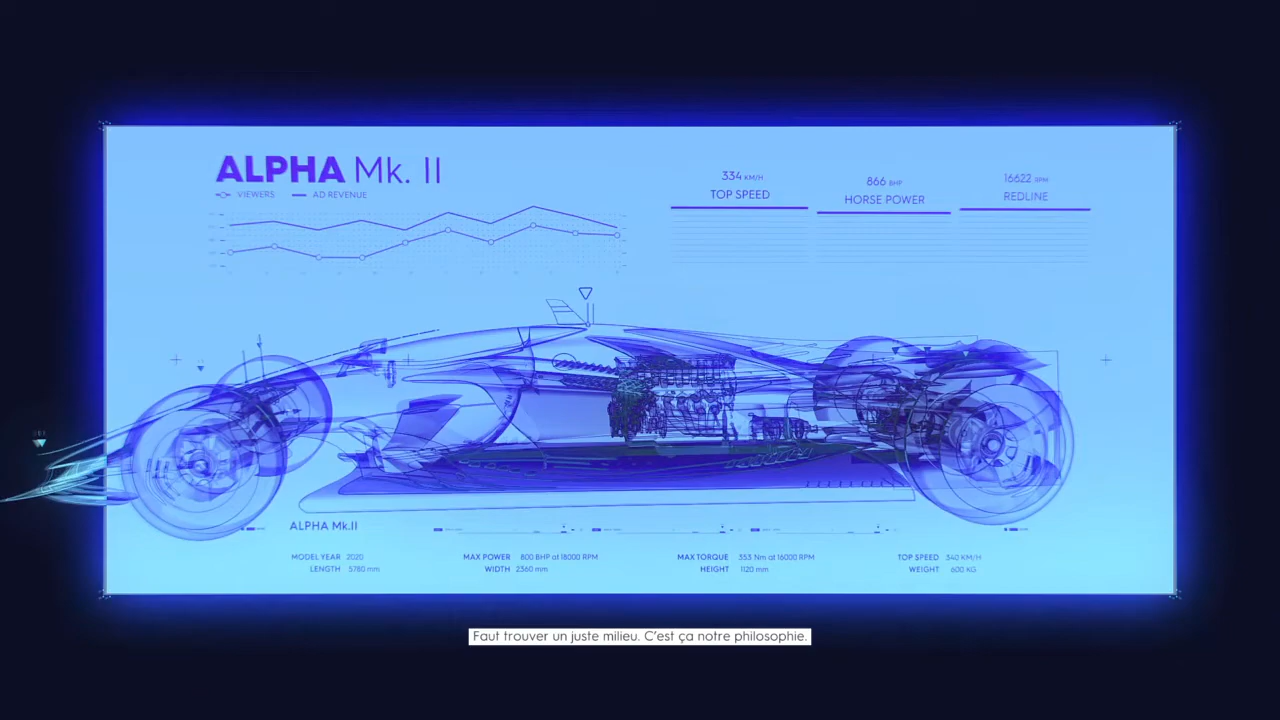 ALPHA Mk. II
VIEWERS AD REVENUE
334 KM/H
TOP SPEED
866 BHP
HORSE POWER
16622 RPM
REDLINE
ALPHA Mk.II
MODEL YEAR 2020
LENGTH 5780 mm
MAX POWER 800 BHP at 18000 RPM
WIDTH 2360 mm
MAX TORQUE 353 Nm at 16000 RPM
HEIGHT 1120 mm
TOP SPEED 340 KM/H
WEIGHT 600 KG
Faut trouver un juste milieu. C'est ça notre philosophie.